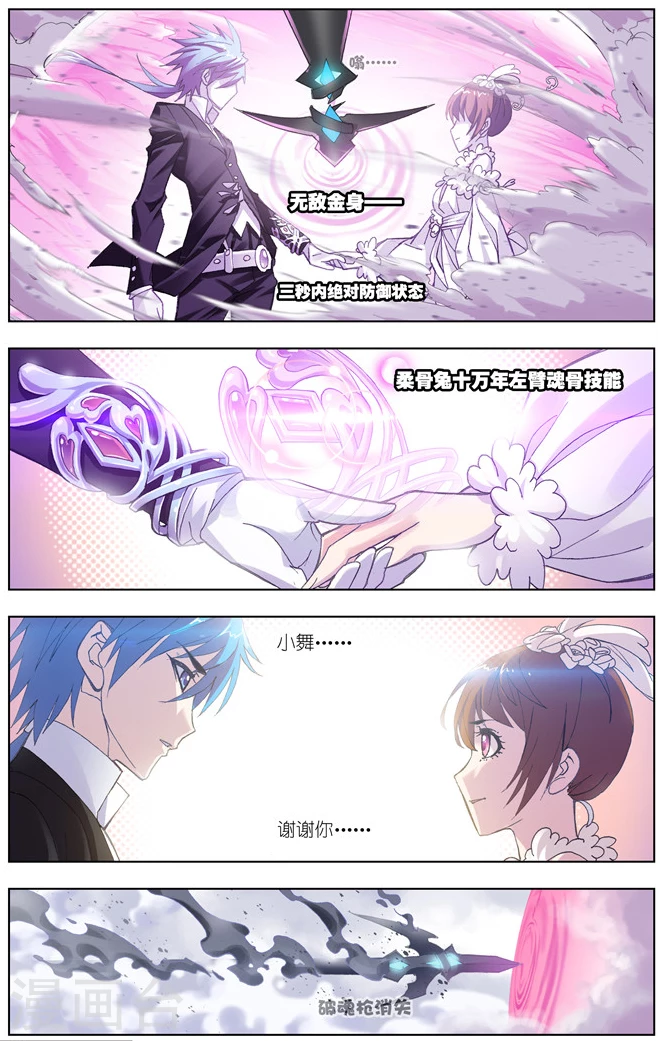 嗡……
无敌金身——
三秒内绝对防御状态
柔骨兔十万年左臂魂骨技能
小舞……
谢谢你……
破魂枪消失
漫画台